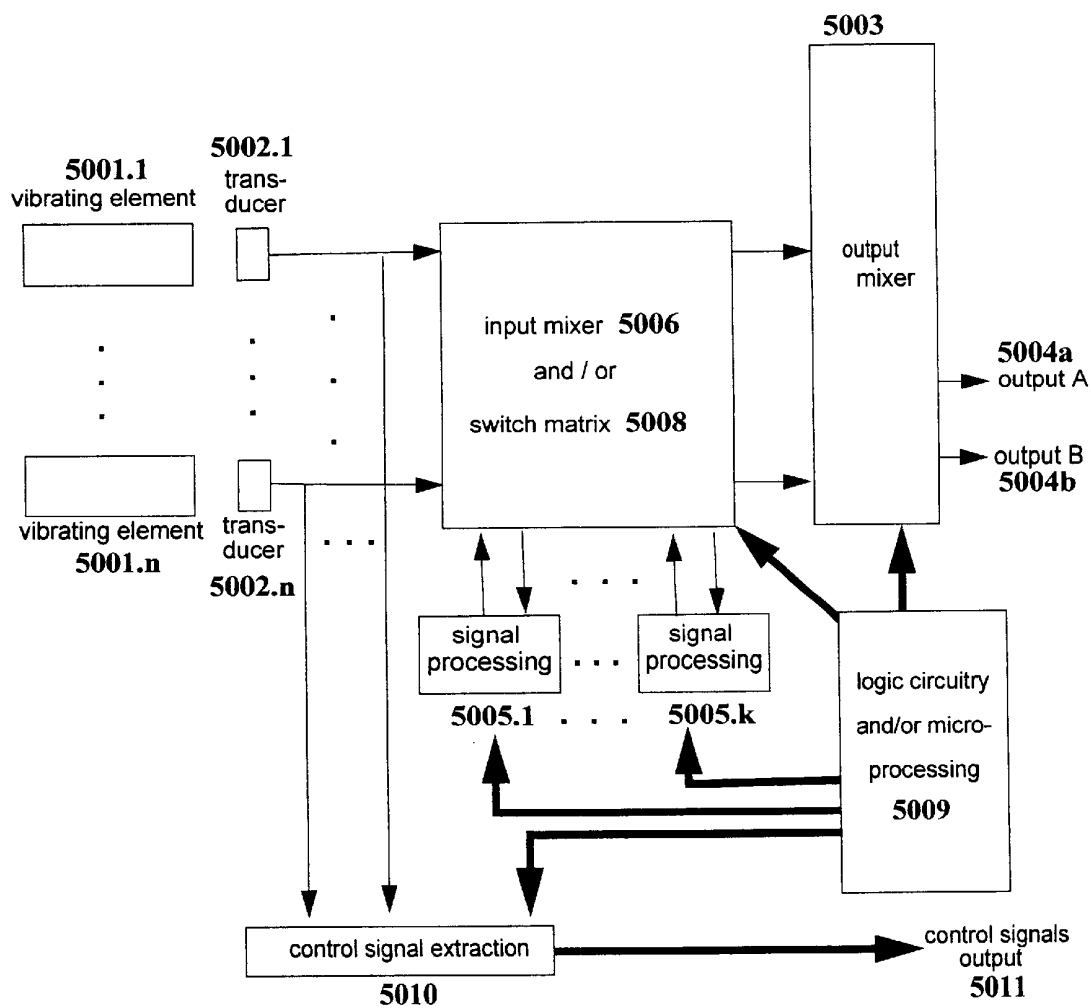 5003
5002.1
5001.1
trans-
ducer
vibrating element
output
mixer
input mixer 5006
and / or
switch matrix 5008
5004a
output A
output B
5004b
vibrating element
5001.n
trans-
ducer
5002.n
. . .
signal
processing
. . .
signal
processing
5005.1 . . . 5005.k
logic circuitry
and/or micro-
processing
5009
control signal extraction
5010
control signals
output
5011